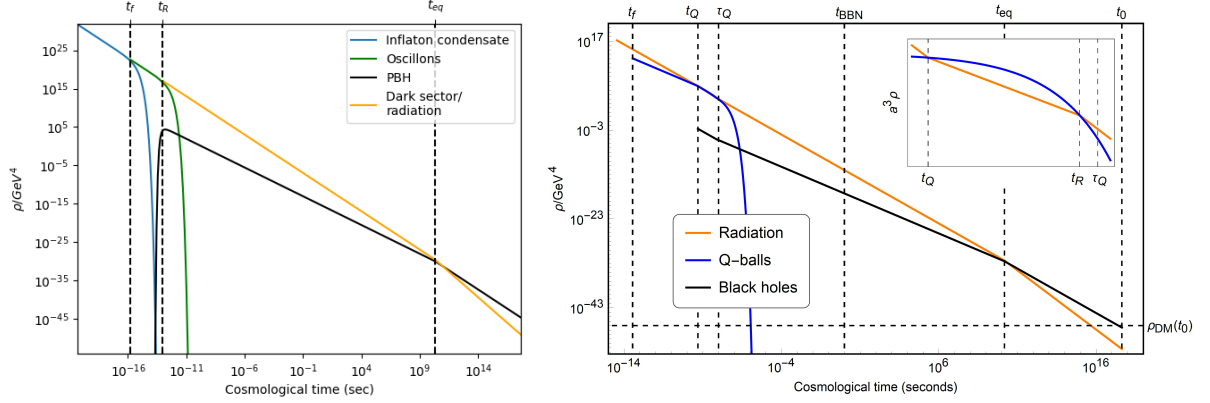 t_f t_R t_eq
10^25
10^15
10^5
10^−5
10^−15
10^−25
10^−35
10^−45
ρ/GeV^4
Inflaton condensate
Oscillons
PBH
Dark sector/
radiation
10^−16 10^−11 10^−6 10^−1 10^4 10^9 10^14
Cosmological time (sec)
t_f t_Q τ_Q t_BBN t_eq t_0
10^17
10^-3
10^-23
10^-43
ρ/GeV^4
a^3 ρ
t_Q t_R τ_Q
Radiation
Q−balls
Black holes
ρ_DM(t_0)
10^-14 10^-4 10^6 10^16
Cosmological time (seconds)